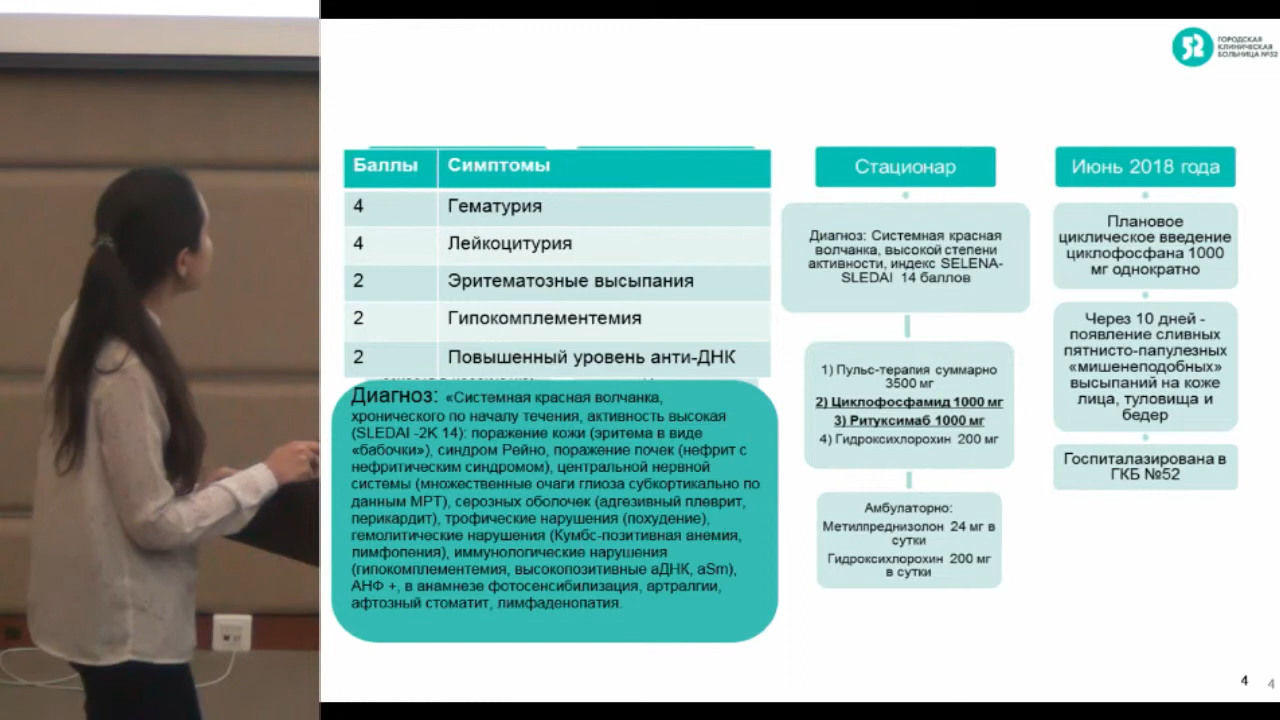 52
ГОРОДСКАЯ
КЛИНИЧЕСКАЯ
БОЛЬНИЦА №52
Баллы Симптомы
4 Гематурия
4 Лейкоцитурия
2 Эритематозные высыпания
2 Гипокомплементемия
2 Повышенный уровень анти-ДНК
Диагноз: «Системная красная волчанка,
хронического по началу течения, активность высокая
(SLEDAI -2K 14): поражение кожи (эритема в виде
«бабочки»), синдром Рейно, поражение почек (нефрит с
нефритическим синдромом), центральной нервной
системы (множественные очаги глиоза субкортикально по
данным МРТ), серозных оболочек (адгезивный плеврит,
перикардит), трофические нарушения (похудение),
гемолитические нарушения (Кумбс-позитивная анемия,
лимфопения), иммунологические нарушения
(гипокомплементемия, высокопозитивные аДНК, aSm),
АНФ +, в анамнезе фотосенсибилизация, артралгии,
афтозный стоматит, лимфаденопатия.
Стационар
Диагноз: Системная красная
волчанка, высокой степени
активности, индекс SELENA-
SLEDAI 14 баллов
1) Пульс-терапия суммарно
3500 мг
2) Циклофосфамид 1000 мг
3) Ритуксимаб 1000 мг
4) Гидроксихлорохин 200 мг
Амбулаторно:
Метилпреднизолон 24 мг в
сутки
Гидроксихлорохин 200 мг
в сутки
Июнь 2018 года
Плановое
циклическое введение
циклофосфана 1000
мг однократно
Через 10 дней -
появление сливных
пятнисто-папулезных
«мишенеподобных»
высыпаний на коже
лица, туловища и
бедер
Госпитализирована в
ГКБ №52
4 4